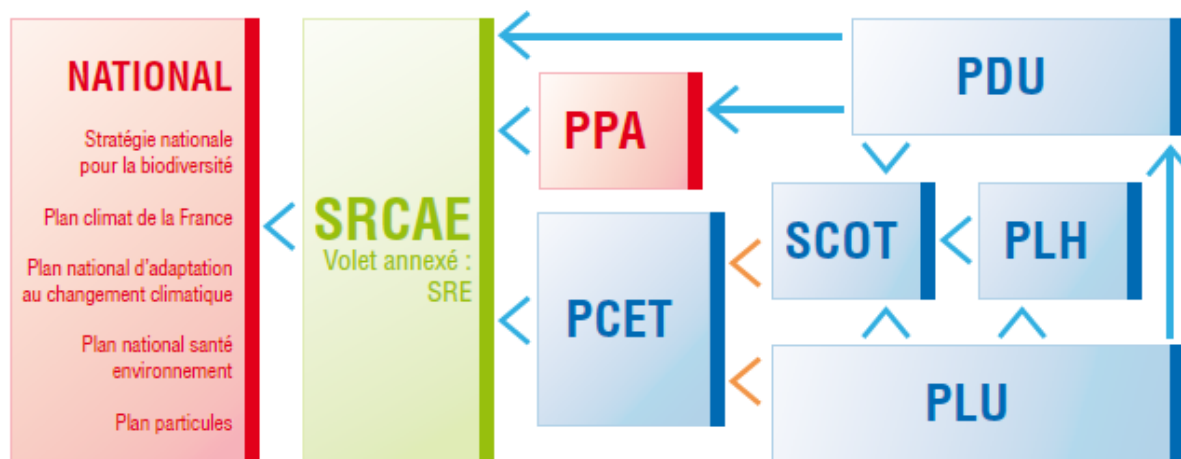 NATIONAL
Stratégie nationale
pour la biodiversité
Plan climat de la France
Plan national d'adaptation
au changement climatique
Plan national santé
environnement
Plan particules
SRCAE
Volet annexé :
SRE
PPA
PCET
PDU
SCOT
PLH
PLU